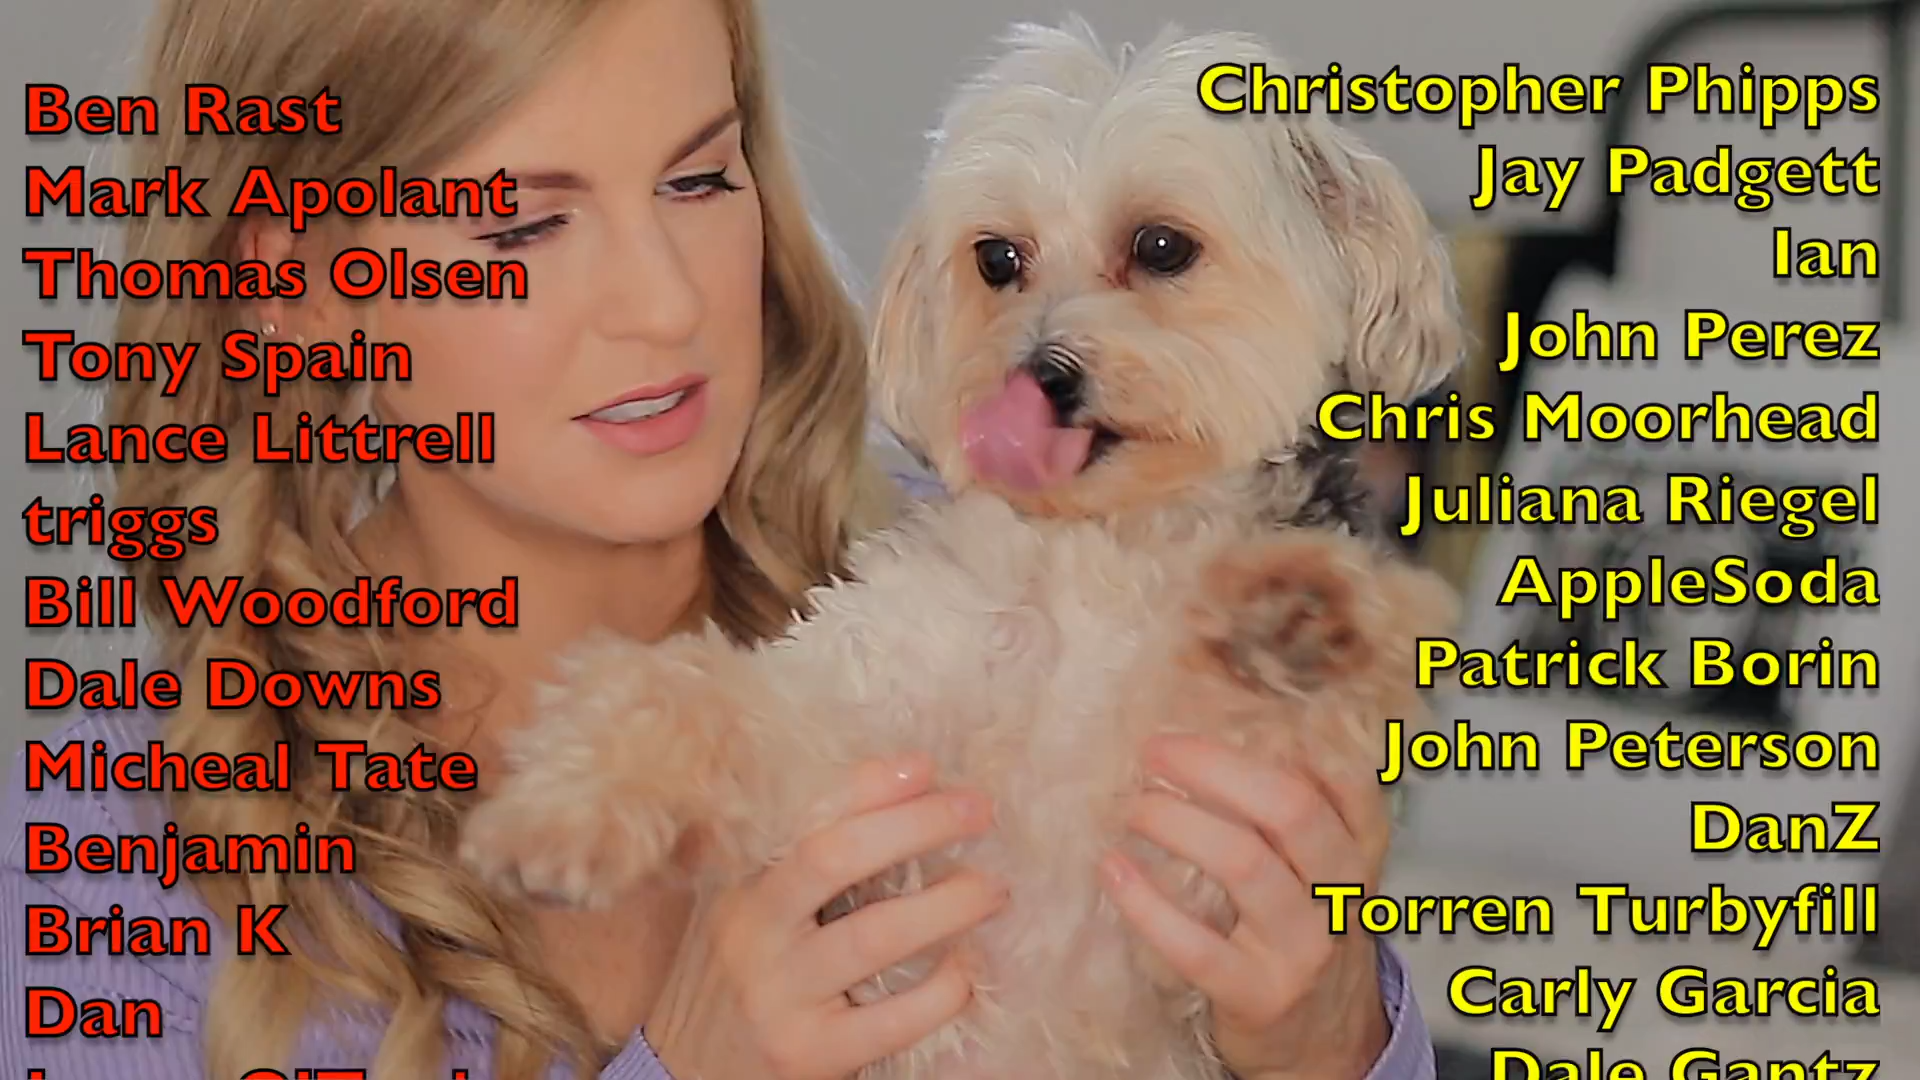 Ben Rast
Mark Apolant
Thomas Olsen
Tony Spain
Lance Littrell
triggs
Bill Woodford
Dale Downs
Micheal Tate
Benjamin
Brian K
Dan
Christopher Phipps
Jay Padgett
Ian
John Perez
Chris Moorhead
Juliana Riegel
AppleSoda
Patrick Borin
John Peterson
DanZ
Torren Turbyfill
Carly Garcia
Dale Gantz